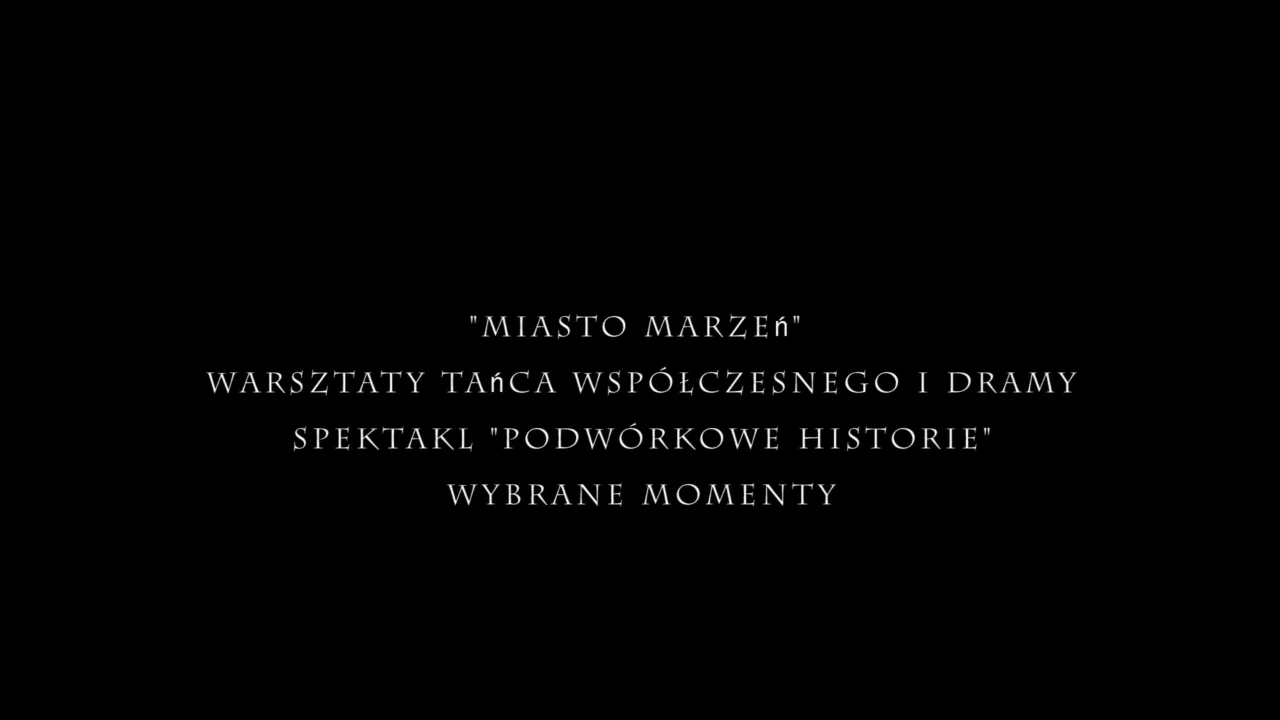 "MIASTO MARZEń"
WARSZTATY TAńCA WSPÓŁCZESNEGO I DRAMY
SPEKTAKL "PODWÓRKOWE HISTORIE"
WYBRANE MOMENTY